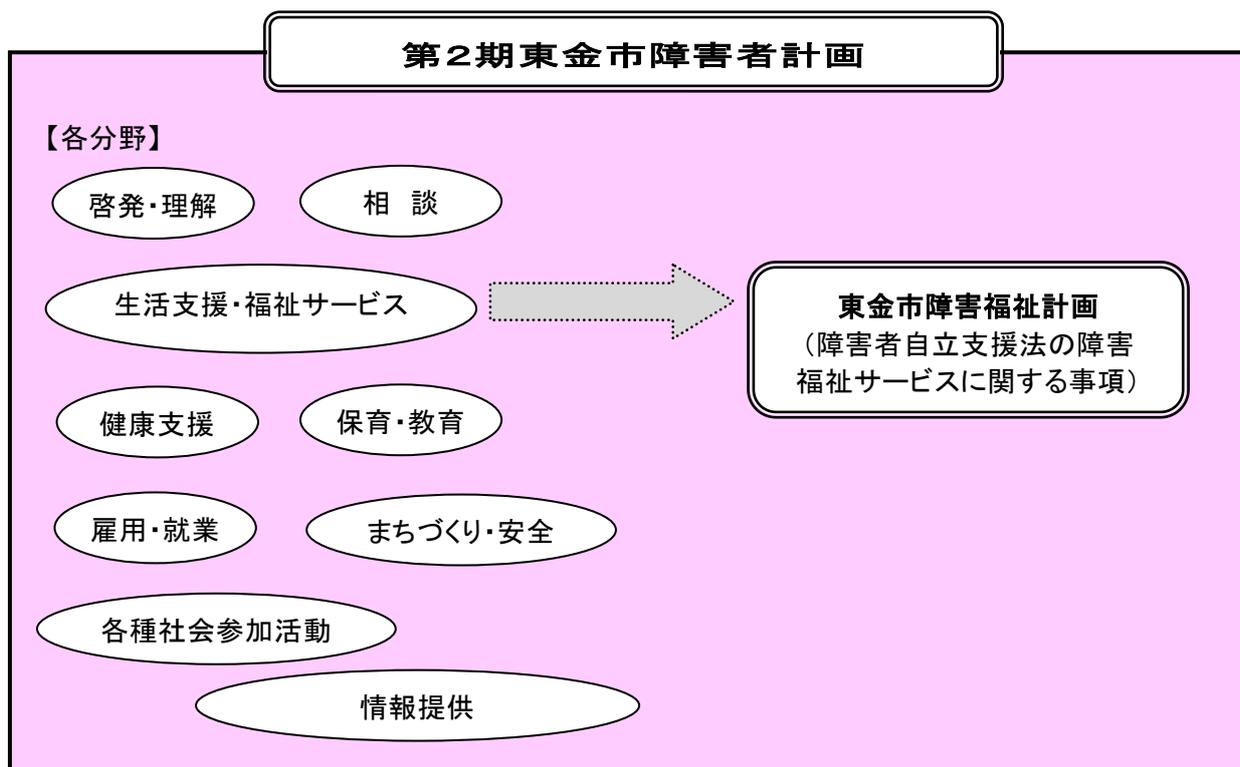 第2期東金市障害者計画
【各分野】
啓発・理解
相　談
生活支援・福祉サービス
東金市障害福祉計画
（障害者自立支援法の障害
福祉サービスに関する事項）
健康支援
保育・教育
雇用・就業
まちづくり・安全
各種社会参加活動
情報提供